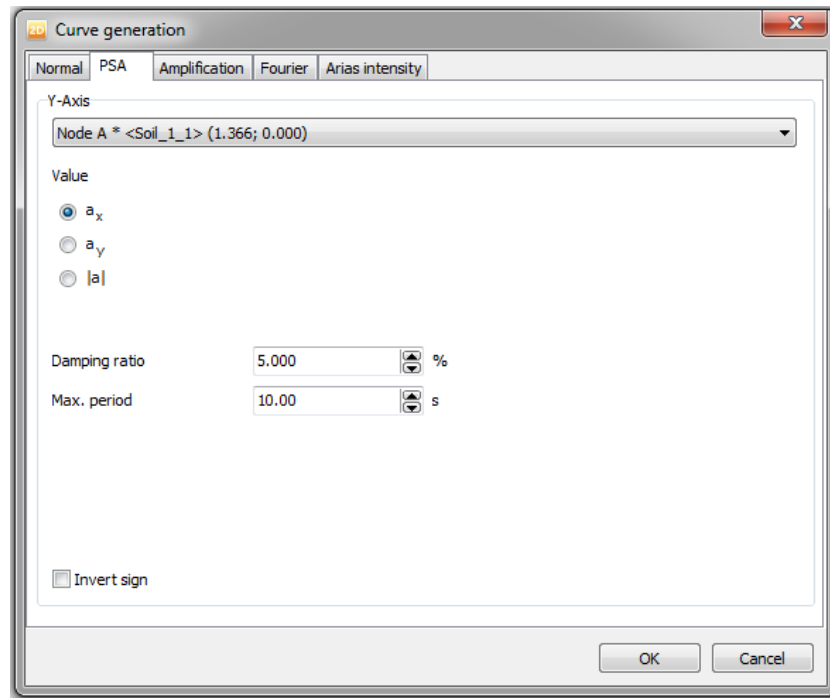 2D Curve generation
Normal PSA Amplification Fourier Arias intensity
Y-Axis
Node A * <Soil_1_1> (1.366; 0.000)
Value
ax
ay
|a|
Damping ratio 5.000 %
Max. period 10.00 s
Invert sign
OK Cancel